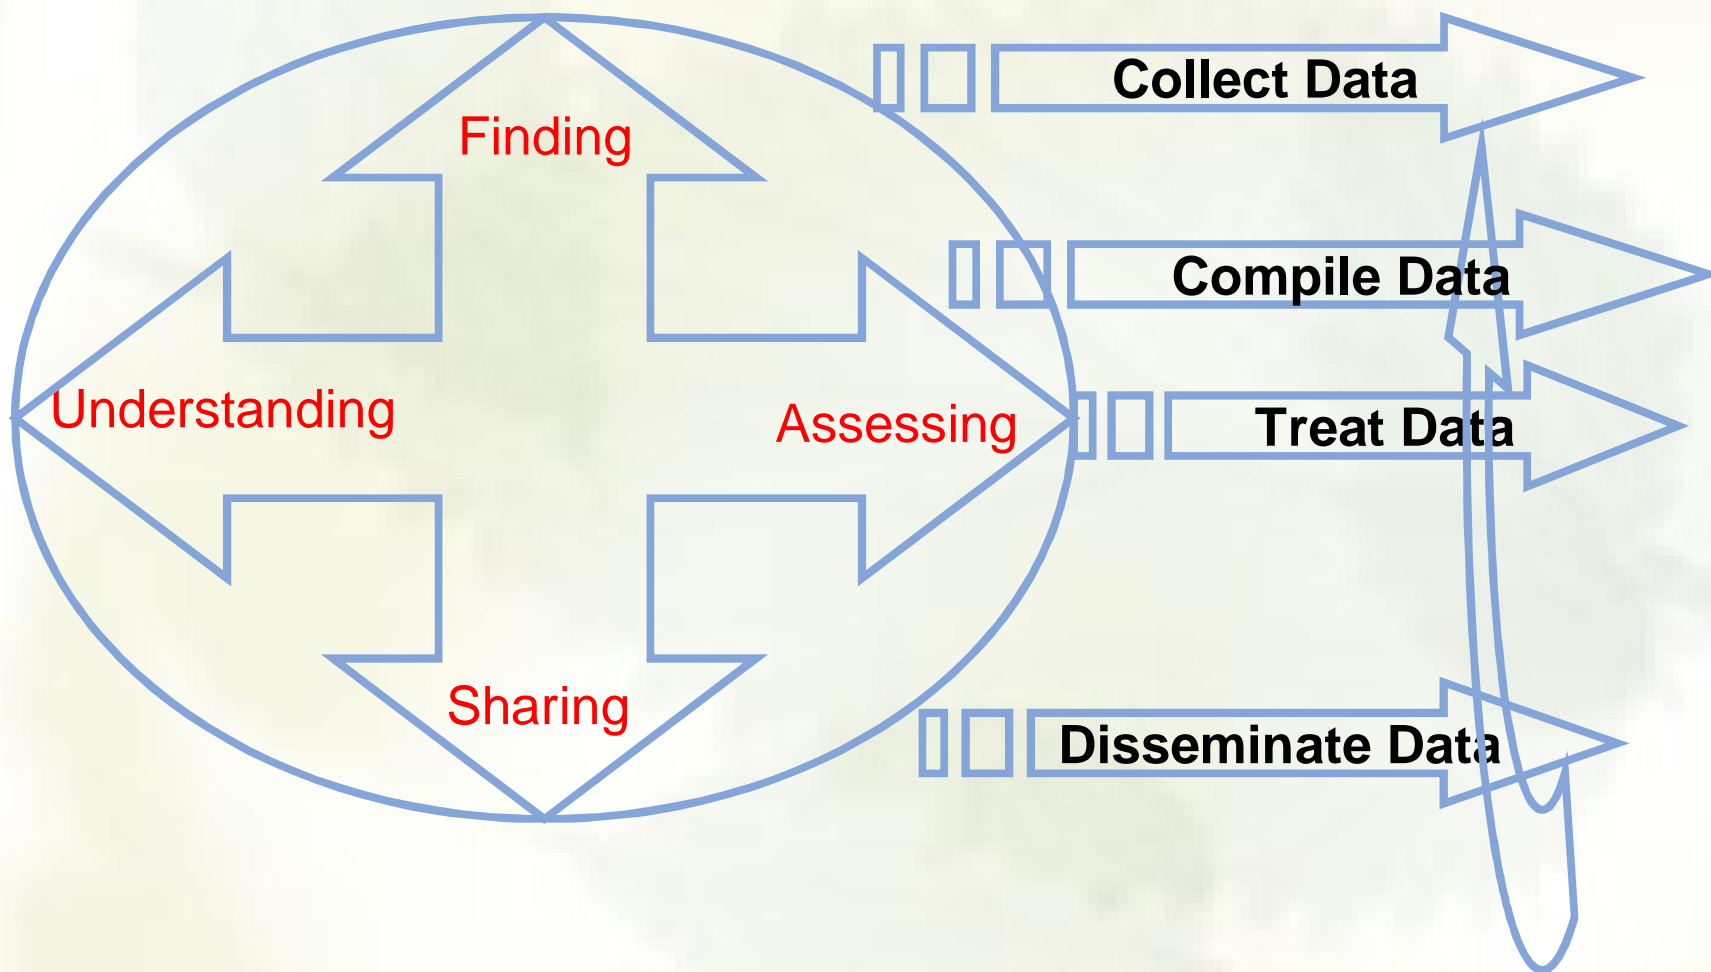 Collect Data
Finding
Compile Data
Understanding
Assessing
Treat Data
Sharing
Disseminate Data